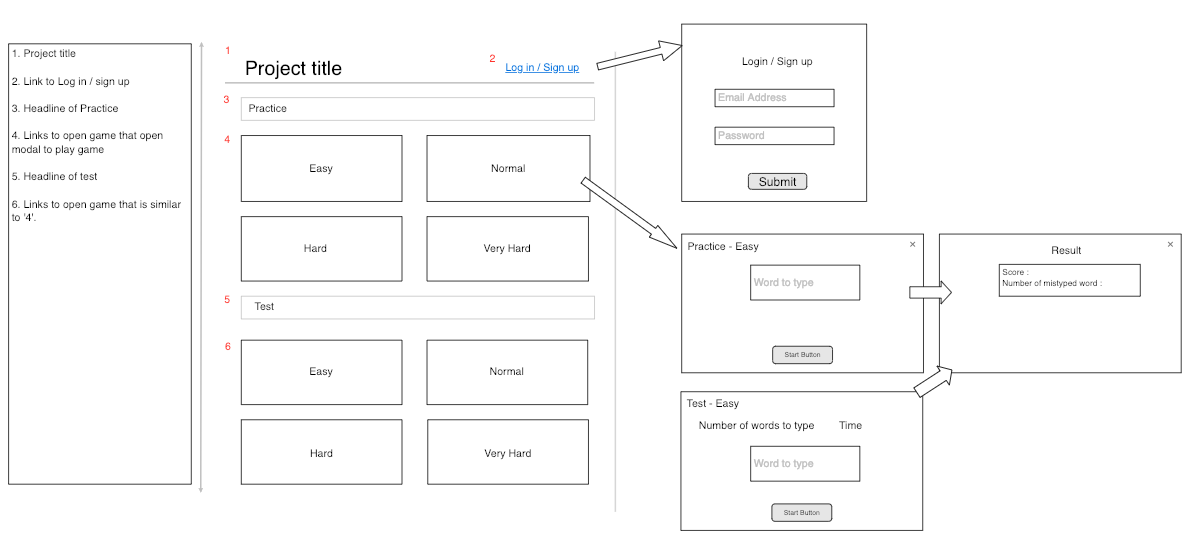 1. Project title
2. Link to Log in / sign up
3. Headline of Practice
4. Links to open game that open
modal to play game
5. Headline of test
6. Links to open game that is similar
to '4'.
1
Project title
2
Log in / Sign up
3
Practice
4
Easy
Normal
Hard
Very Hard
5
Test
6
Easy
Normal
Hard
Very Hard
Login / Sign up
Email Address
Password
Submit
Practice - Easy
×
Word to type
Start Button
Result
×
Score :
Number of mistyped word :
Test - Easy
Number of words to type
Time
Word to type
Start Button